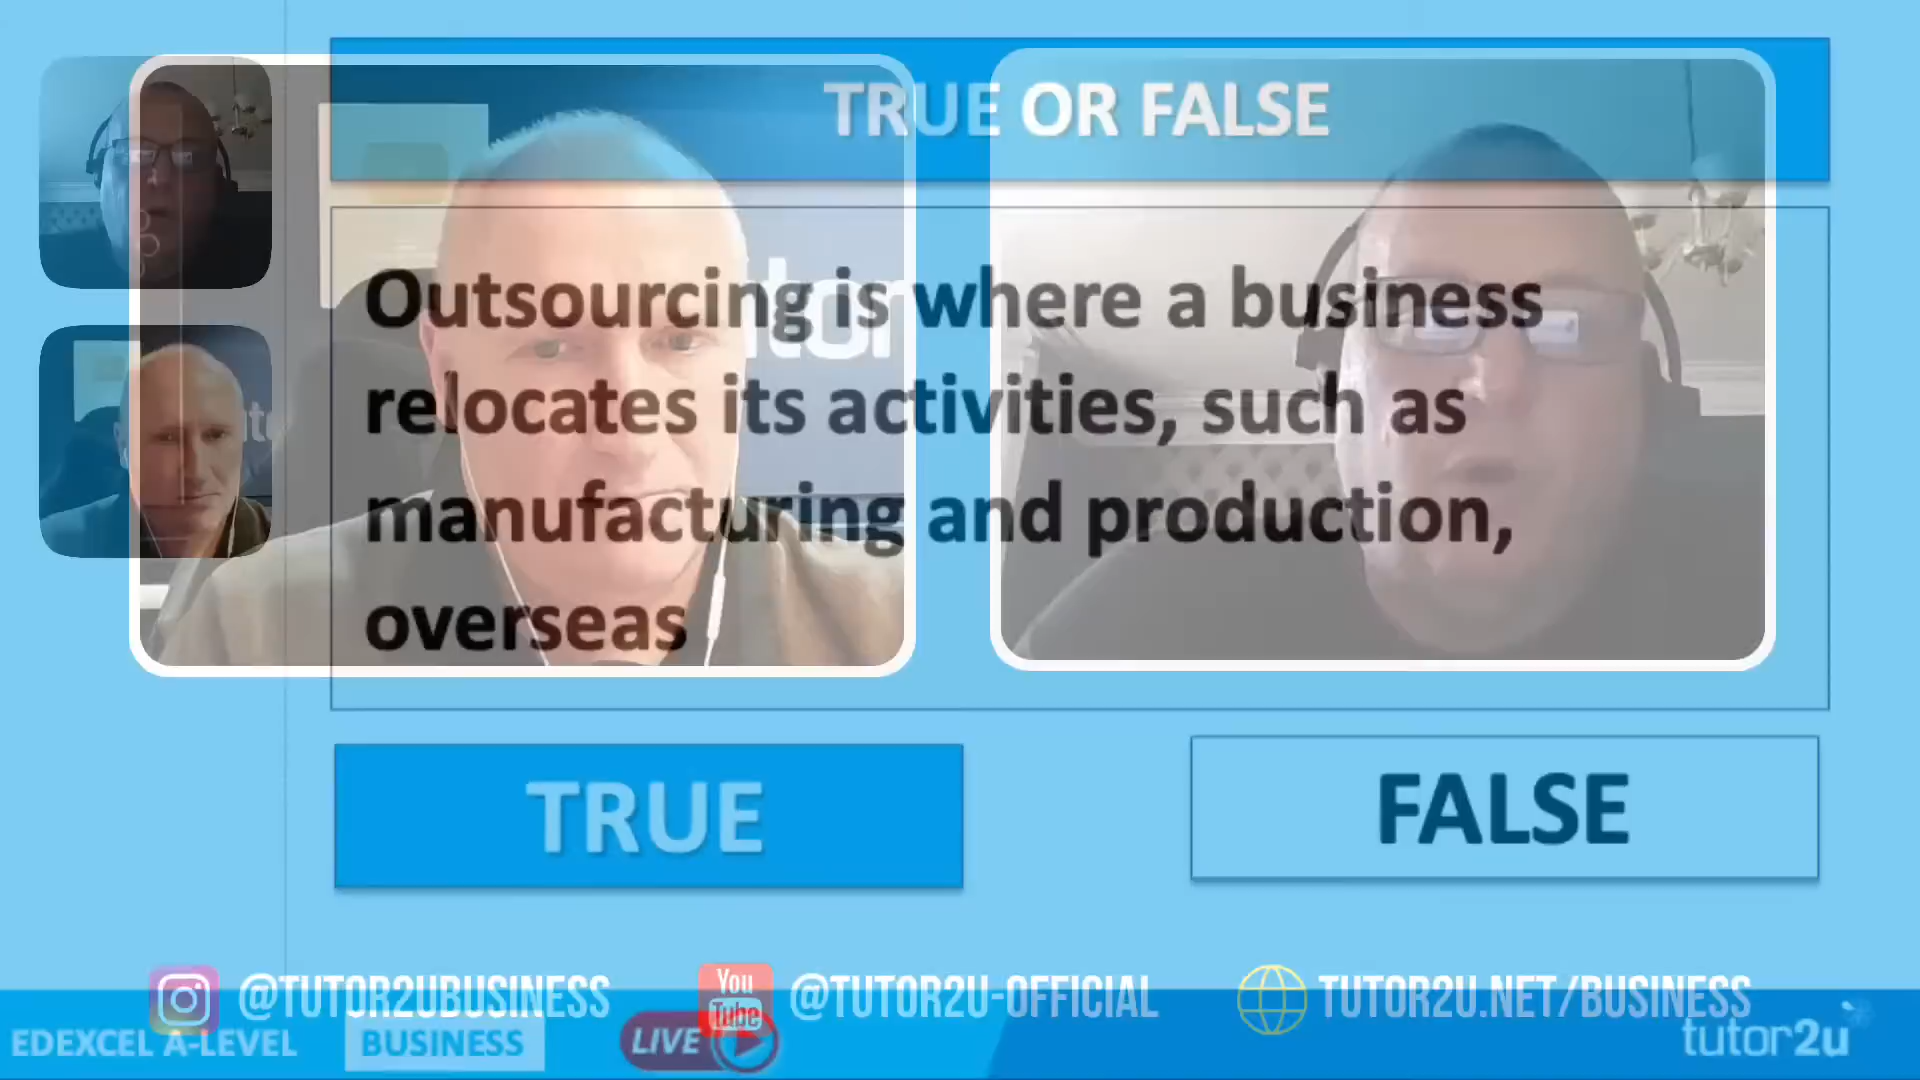 TRUE OR FALSE
Outsourcing is where a business
relocates its activities, such as
manufacturing and production,
overseas
TRUE
FALSE
@TUTOR2UBUSINESS
You
Tube
@TUTOR2U-OFFICIAL
TUTOR2U.NET/BUSINESS
EDEXCEL A-LEVEL
BUSINESS
LIVE
tutor2u